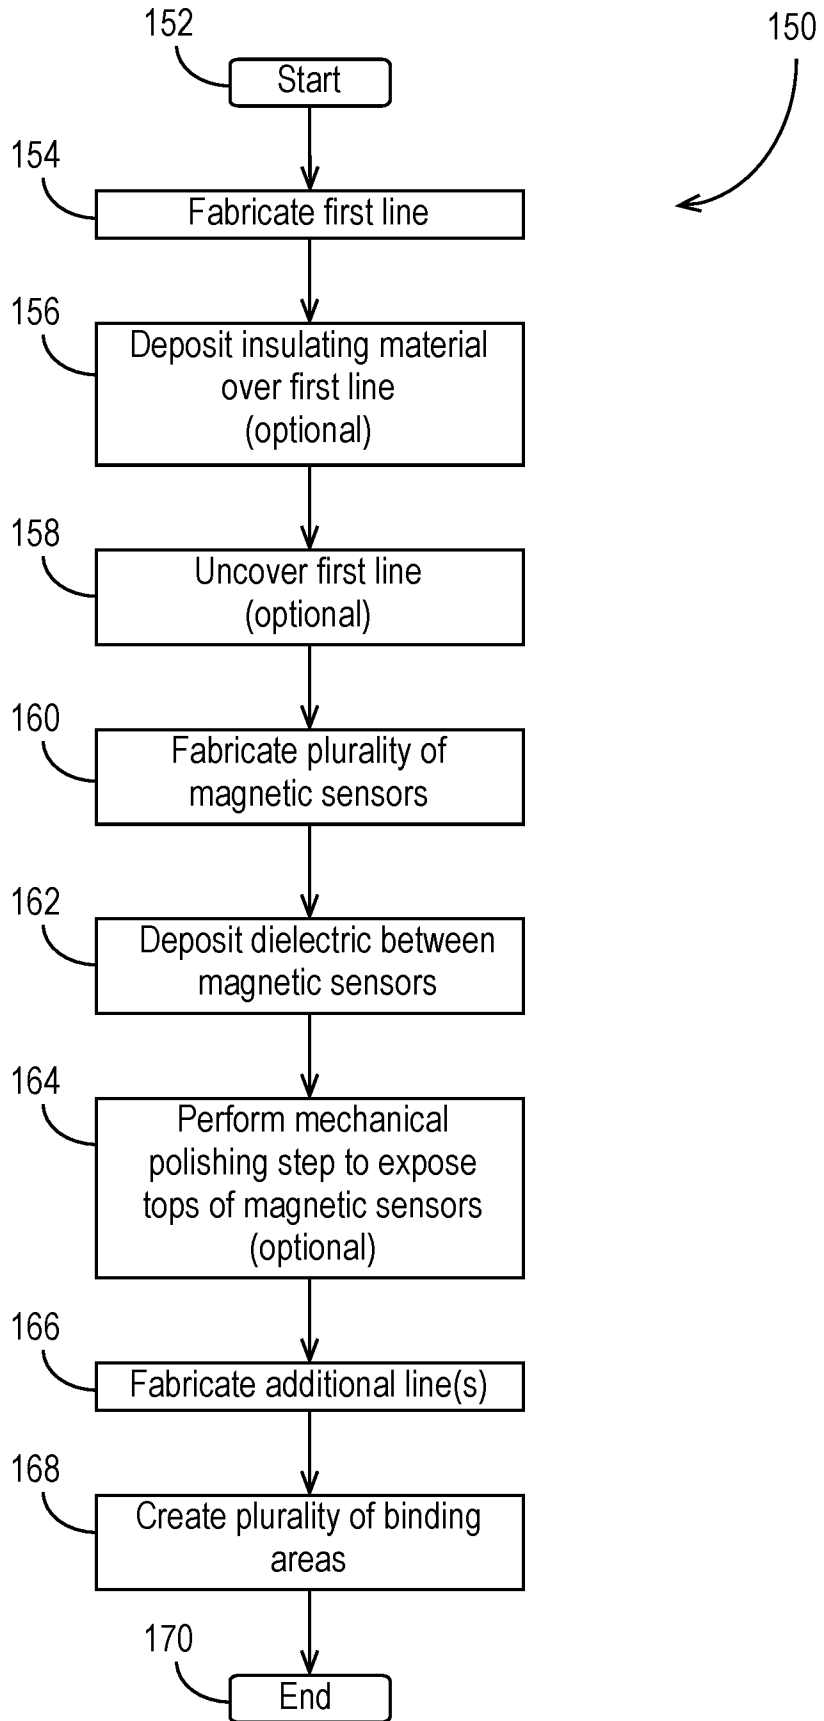 152
150
Start
154
Fabricate first line
156
Deposit insulating material
over first line
(optional)
158
Uncover first line
(optional)
160
Fabricate plurality of
magnetic sensors
162
Deposit dielectric between
magnetic sensors
164
Perform mechanical
polishing step to expose
tops of magnetic sensors
(optional)
166
Fabricate additional line(s)
168
Create plurality of binding
areas
170
End